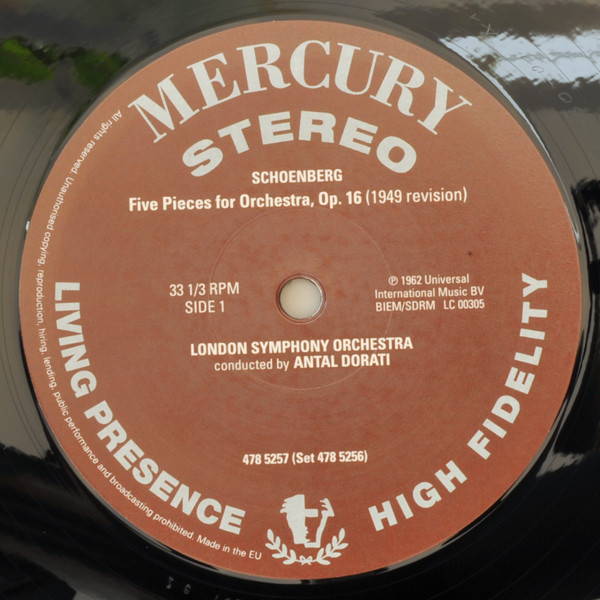 MERCURY
STEREO
SCHOENBERG
Five Pieces for Orchestra, Op. 16 (1949 revision)
33 1/3 RPM
SIDE 1
℗ 1962 Universal
International Music BV
BIEM/SDRM LC 00305
LONDON SYMPHONY ORCHESTRA
conducted by ANTAL DORATI
478 5257 (Set 478 5256)
LIVING PRESENCE
HIGH FIDELITY
All rights reserved. Unauthorised copying, reproduction, hiring, lending, public performance and broadcasting prohibited. Made in the EU